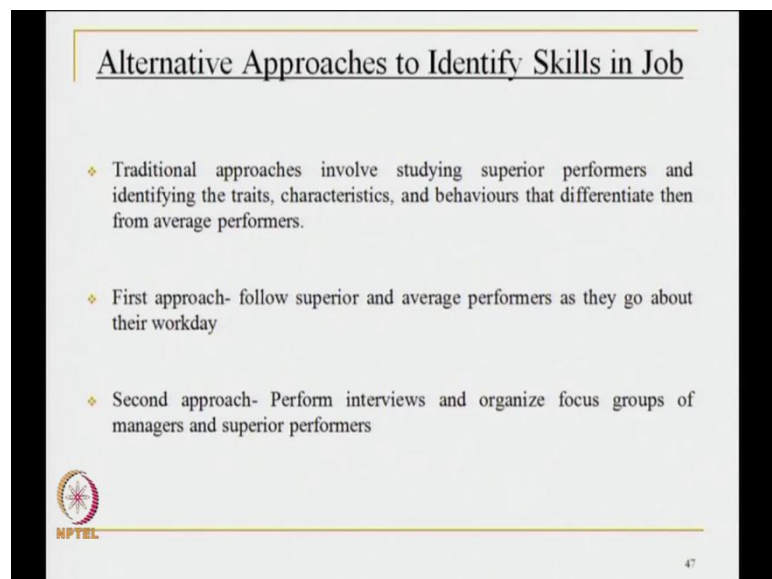 Alternative Approaches to Identify Skills in Job
Traditional approaches involve studying superior performers and
identifying the traits, characteristics, and behaviours that differentiate then
from average performers.
First approach- follow superior and average performers as they go about
their workday
Second approach- Perform interviews and organize focus groups of
managers and superior performers
NPTEL
47